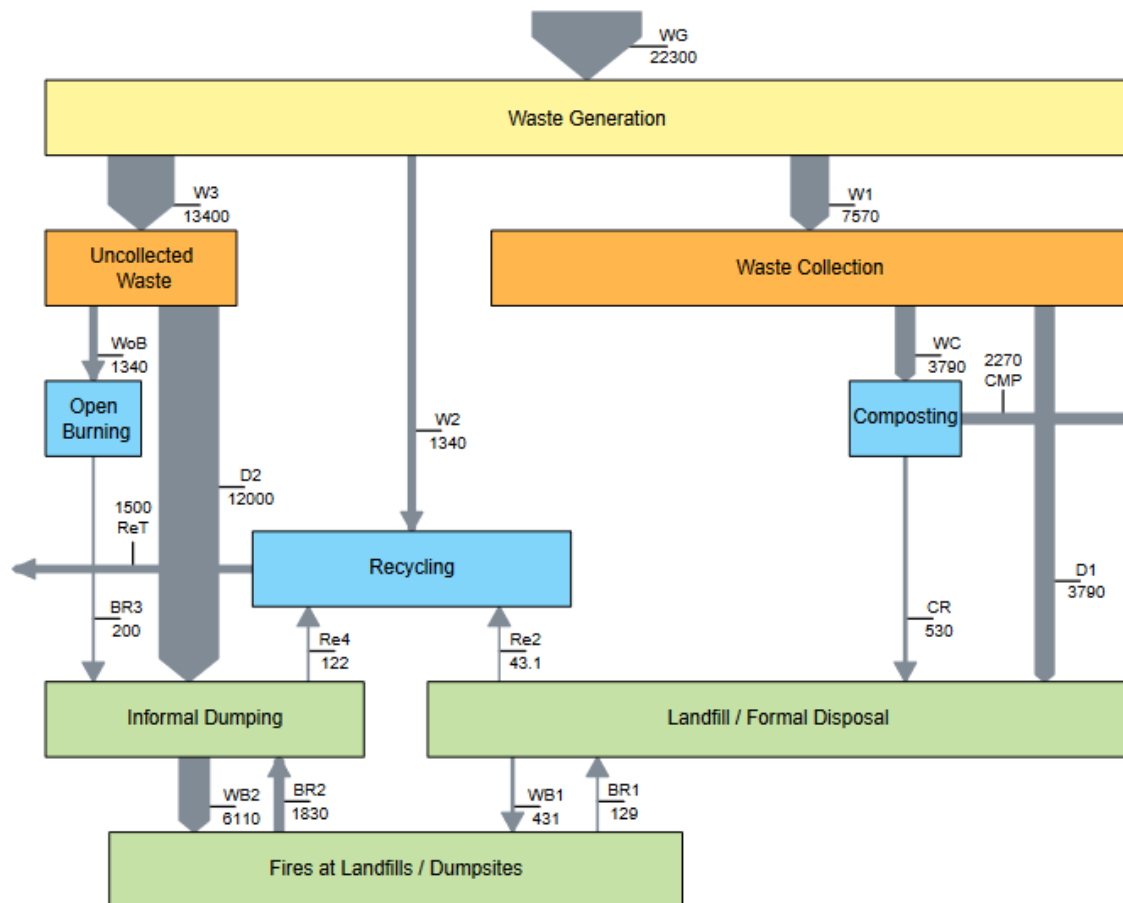 WG
22300
Waste Generation
W3
13400
W1
7570
Uncollected
Waste
Waste Collection
WoB
1340
WC
3790
2270
CMP
Open
Burning
Composting
W2
1340
D2
12000
1500
ReT
Recycling
D1
3790
BR3
200
Re4
122
Re2
43.1
CR
530
Informal Dumping
Landfill / Formal Disposal
WB2
6110
BR2
1830
WB1
431
BR1
129
Fires at Landfills / Dumpsites